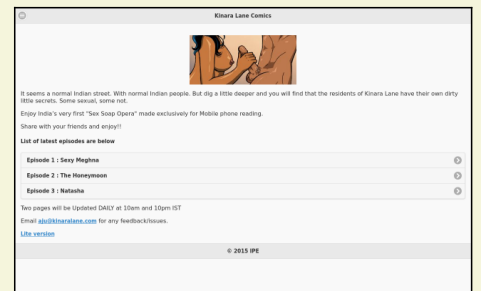 Kinara Lane Comics
It seems a normal Indian street. With normal Indian people. But dig a little deeper and you will find that the residents of Kinara Lane have their own dirty
little secrets. Some sexual, some not.
Enjoy India's very first "Sex Soap Opera" made exclusively for Mobile phone reading.
Share with your friends and enjoy!!
List of latest episodes are below
Episode 1 : Sexy Meghna
Episode 2 : The Honeymoon
Episode 3 : Natasha
Two pages will be Updated DAILY at 10am and 10pm IST
Email aju@kinaralane.com for any feedback/issues.
Lite version
© 2015 IPE